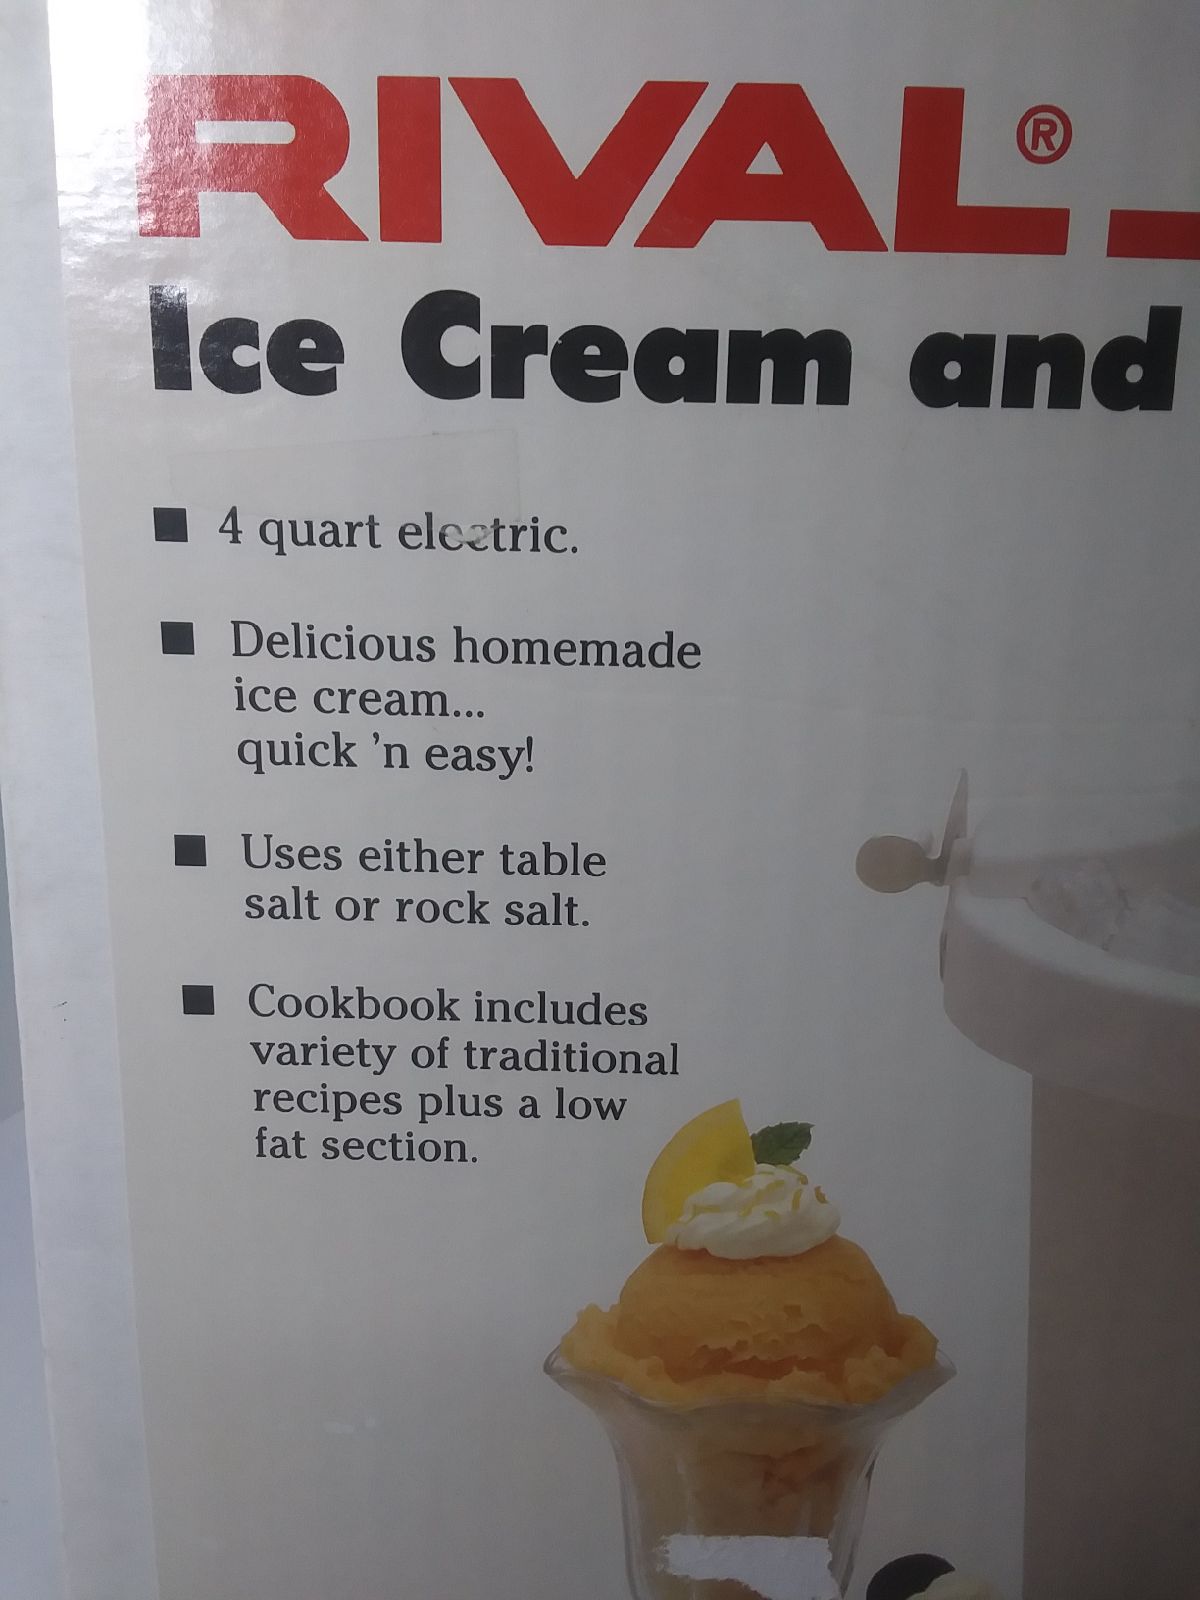 RIVAL®
Ice Cream and
■ 4 quart electric.
■ Delicious homemade
ice cream...
quick 'n easy!
■ Uses either table
salt or rock salt.
■ Cookbook includes
variety of traditional
recipes plus a low
fat section.